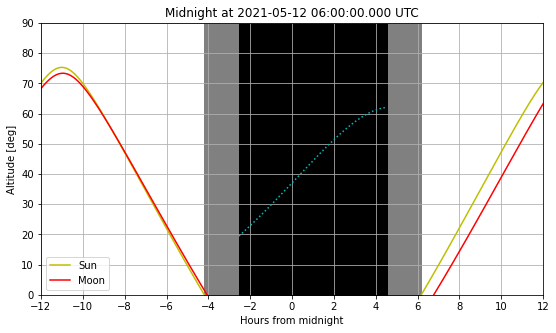 Midnight at 2021-05-12 06:00:00.000 UTC
Altitude [deg]
90
80
70
60
50
40
30
20
10
0
Sun
Moon
−12 −10 −8 −6 −4 −2 0 2 4 6 8 10 12
Hours from midnight